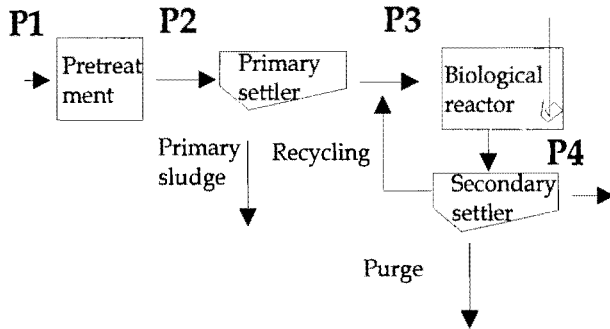 P1
P2
P3
Pretreat
ment
Primary
settler
Biological
reactor
Primary
sludge
Recycling
P4
Secondary
settler
Purge